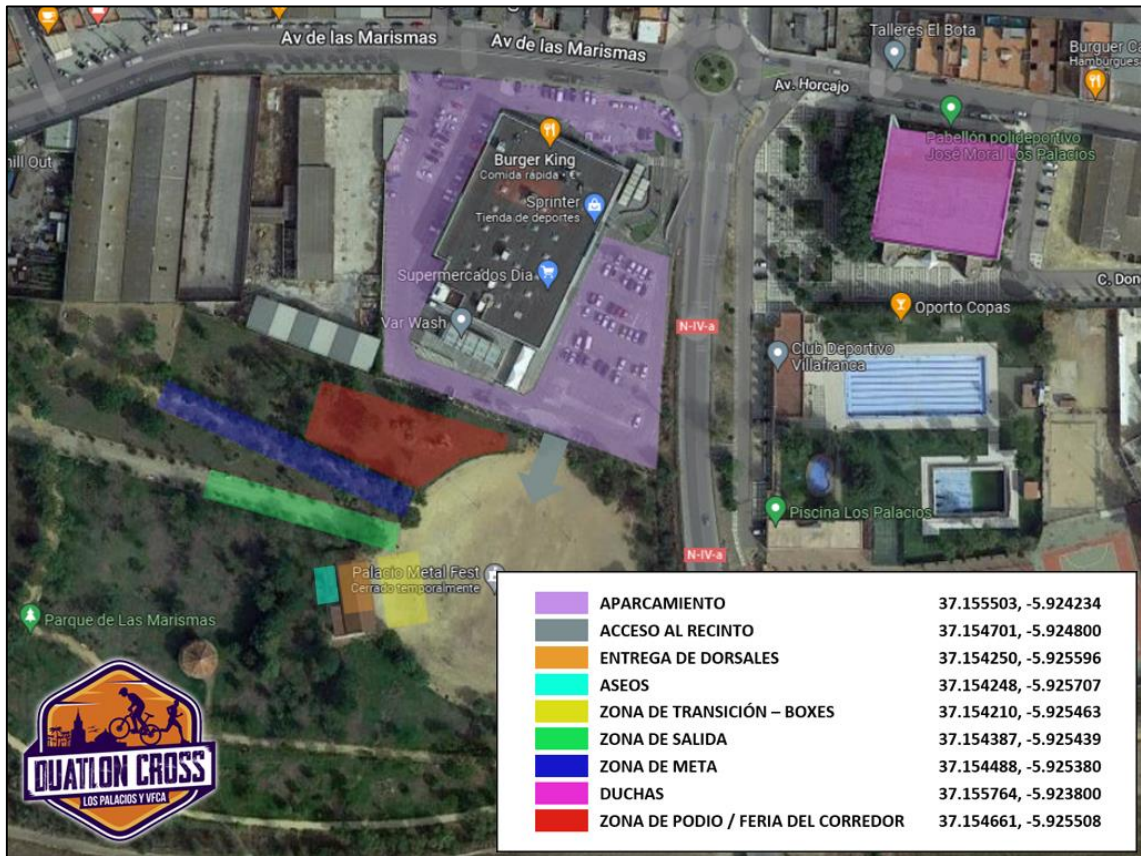 Av de las Marismas
Av de las Marismas
Talleres El Bota
Burguer Ca
Hamburgues
Av. Horcajo
Pabellón polideportivo
José Moral Los Palacios
hill Out
Burger King
Comida rápida
Sprinter
Tienda de deportes
Supermercados Dia
C. Don
Oporto Copas
Var Wash
N-IV-a
Club Deportivo
Villafranca
Piscina Los Palacios
N-IV-a
Palacio Metal Fest
Cerrado temporalmente
Parque de Las Marismas
DUATLON CROSS
LOS PALACIOS Y VFCA
APARCAMIENTO 37.155503, -5.924234
ACCESO AL RECINTO 37.154701, -5.924800
ENTREGA DE DORSALES 37.154250, -5.925596
ASEOS 37.154248, -5.925707
ZONA DE TRANSICIÓN – BOXES 37.154210, -5.925463
ZONA DE SALIDA 37.154387, -5.925439
ZONA DE META 37.154488, -5.925380
DUCHAS 37.155764, -5.923800
ZONA DE PODIO / FERIA DEL CORREDOR 37.154661, -5.925508